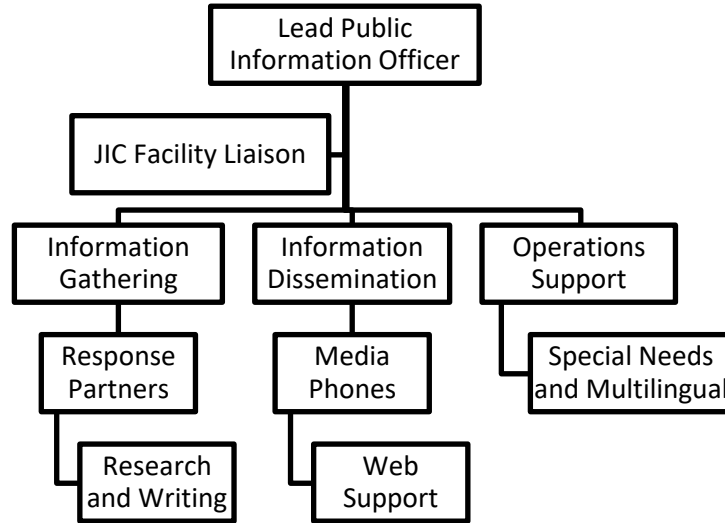 Lead Public
Information Officer
JIC Facility Liaison
Information
Gathering
Information
Dissemination
Operations
Support
Response
Partners
Media
Phones
Special Needs
and Multilingual
Research
and Writing
Web
Support